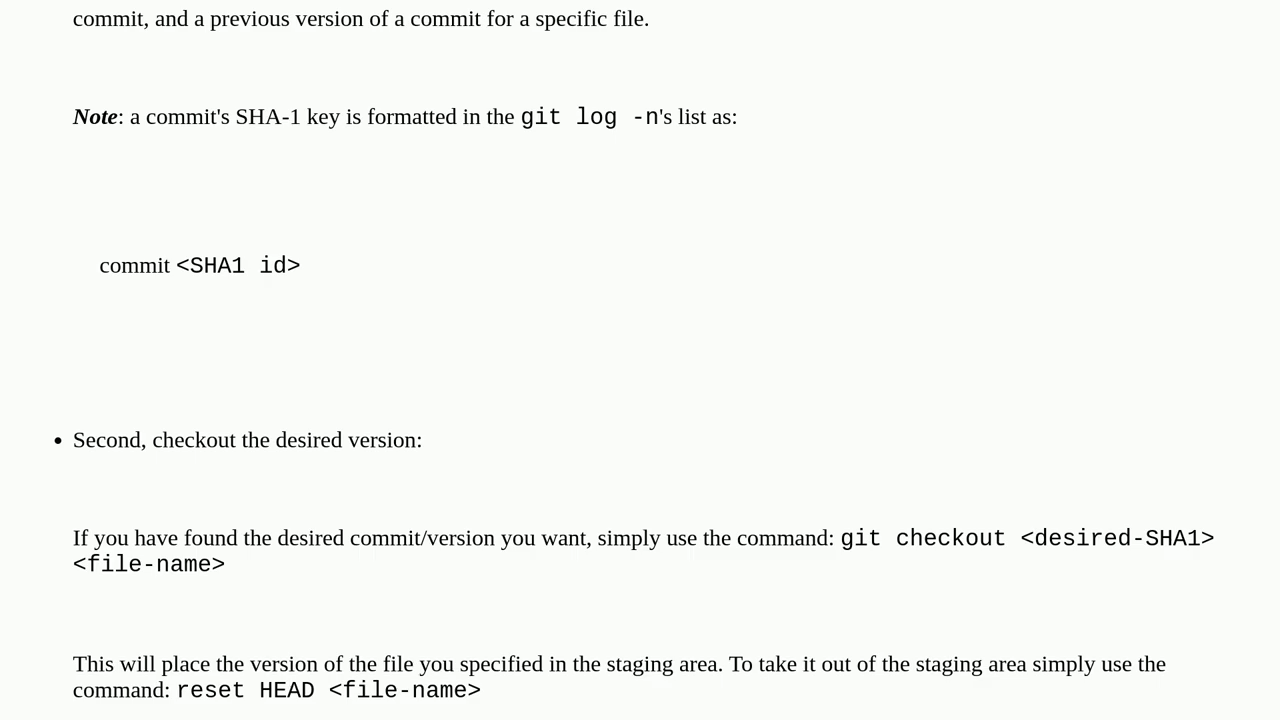 commit, and a previous version of a commit for a specific file.
Note: a commit's SHA-1 key is formatted in the git log -n's list as:
commit <SHA1 id>
• Second, checkout the desired version:
If you have found the desired commit/version you want, simply use the command: git checkout <desired-SHA1>
<file-name>
This will place the version of the file you specified in the staging area. To take it out of the staging area simply use the
command: reset HEAD <file-name>